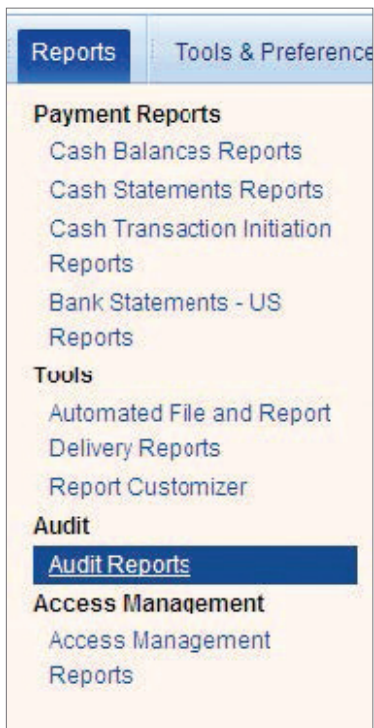 Reports Tools & Preference
Payment Reports
Cash Balances Reports
Cash Statements Reports
Cash Transaction Initiation
Reports
Bank Statements - US
Reports
Tools
Automated File and Report
Delivery Reports
Report Customizer
Audit
Audit Reports
Access Management
Access Management
Reports